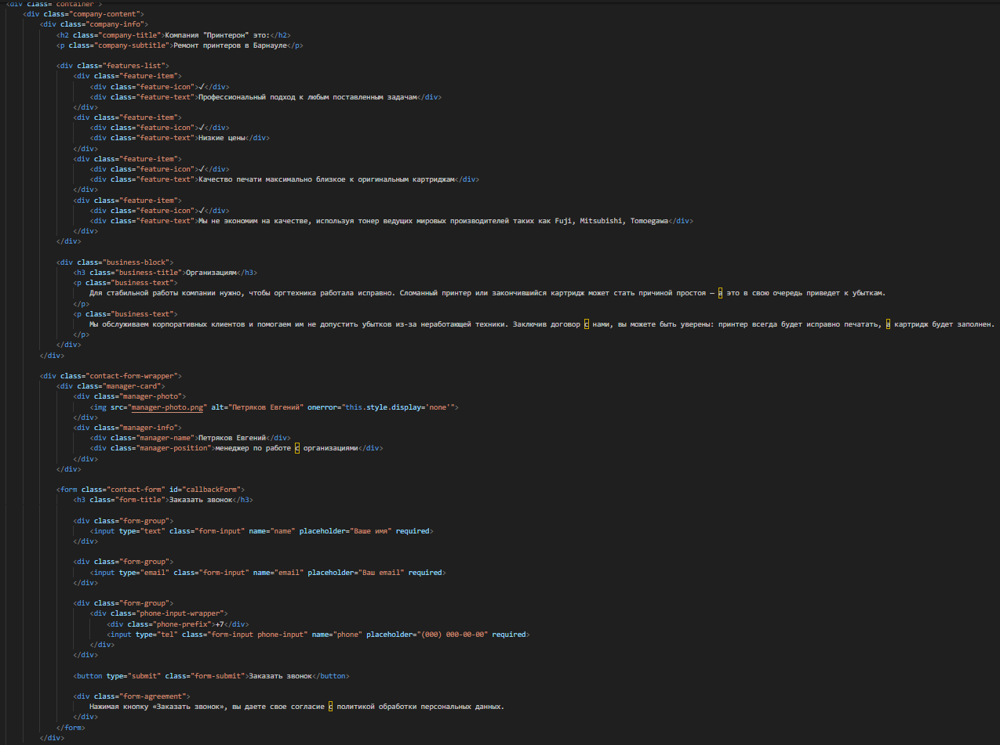 <div class="container">
<div class="company-content">
<div class="company-info">
<h2 class="company-title">Компания "Принтерон" это:</h2>
<p class="company-subtitle">Ремонт принтеров в Барнауле</p>
<div class="features-list">
<div class="feature-item">
<div class="feature-icon">✓</div>
<div class="feature-text">Профессиональный подход к любым поставленным задачам</div>
</div>
<div class="feature-item">
<div class="feature-icon">✓</div>
<div class="feature-text">Низкие цены</div>
</div>
<div class="feature-item">
<div class="feature-icon">✓</div>
<div class="feature-text">Качество печати максимально близкое к оригинальным картриджам</div>
</div>
<div class="feature-item">
<div class="feature-icon">✓</div>
<div class="feature-text">Мы не экономим на качестве, используя тонер ведущих мировых производителей таких как Fuji, Mitsubishi, Tomoegawa</div>
</div>
</div>
<div class="business-block">
<h3 class="business-title">Организациям</h3>
<p class="business-text">
Для стабильной работы компании нужно, чтобы оргтехника работала исправно. Сломанный принтер или закончившийся картридж может стать причиной простоя — а это в свою очередь приведет к убыткам.
</p>
<p class="business-text">
Мы обслуживаем корпоративных клиентов и помогаем им не допустить убытков из-за неработающей техники. Заключив договор с нами, вы можете быть уверены: принтер всегда будет исправно печатать, а картридж будет заполнен.
</p>
</div>
</div>
<div class="contact-form-wrapper">
<div class="manager-card">
<div class="manager-photo">
<img src="manager-photo.png" alt="Петряков Евгений" onerror="this.style.display='none'">
</div>
<div class="manager-info">
<div class="manager-name">Петряков Евгений</div>
<div class="manager-position">менеджер по работе с организациями</div>
</div>
</div>
<form class="contact-form" id="callbackForm">
<h3 class="form-title">Заказать звонок</h3>
<div class="form-group">
<input type="text" class="form-input" name="name" placeholder="Ваше имя" required>
</div>
<div class="form-group">
<input type="email" class="form-input" name="email" placeholder="Ваш email" required>
</div>
<div class="form-group">
<div class="phone-input-wrapper">
<div class="phone-prefix">+7</div>
<input type="tel" class="form-input phone-input" name="phone" placeholder="(000) 000-00-00" required>
</div>
</div>
<button type="submit" class="form-submit">Заказать звонок</button>
<div class="form-agreement">
Нажимая кнопку «Заказать звонок», вы даете свое согласие с политикой обработки персональных данных.
</div>
</form>
</div>